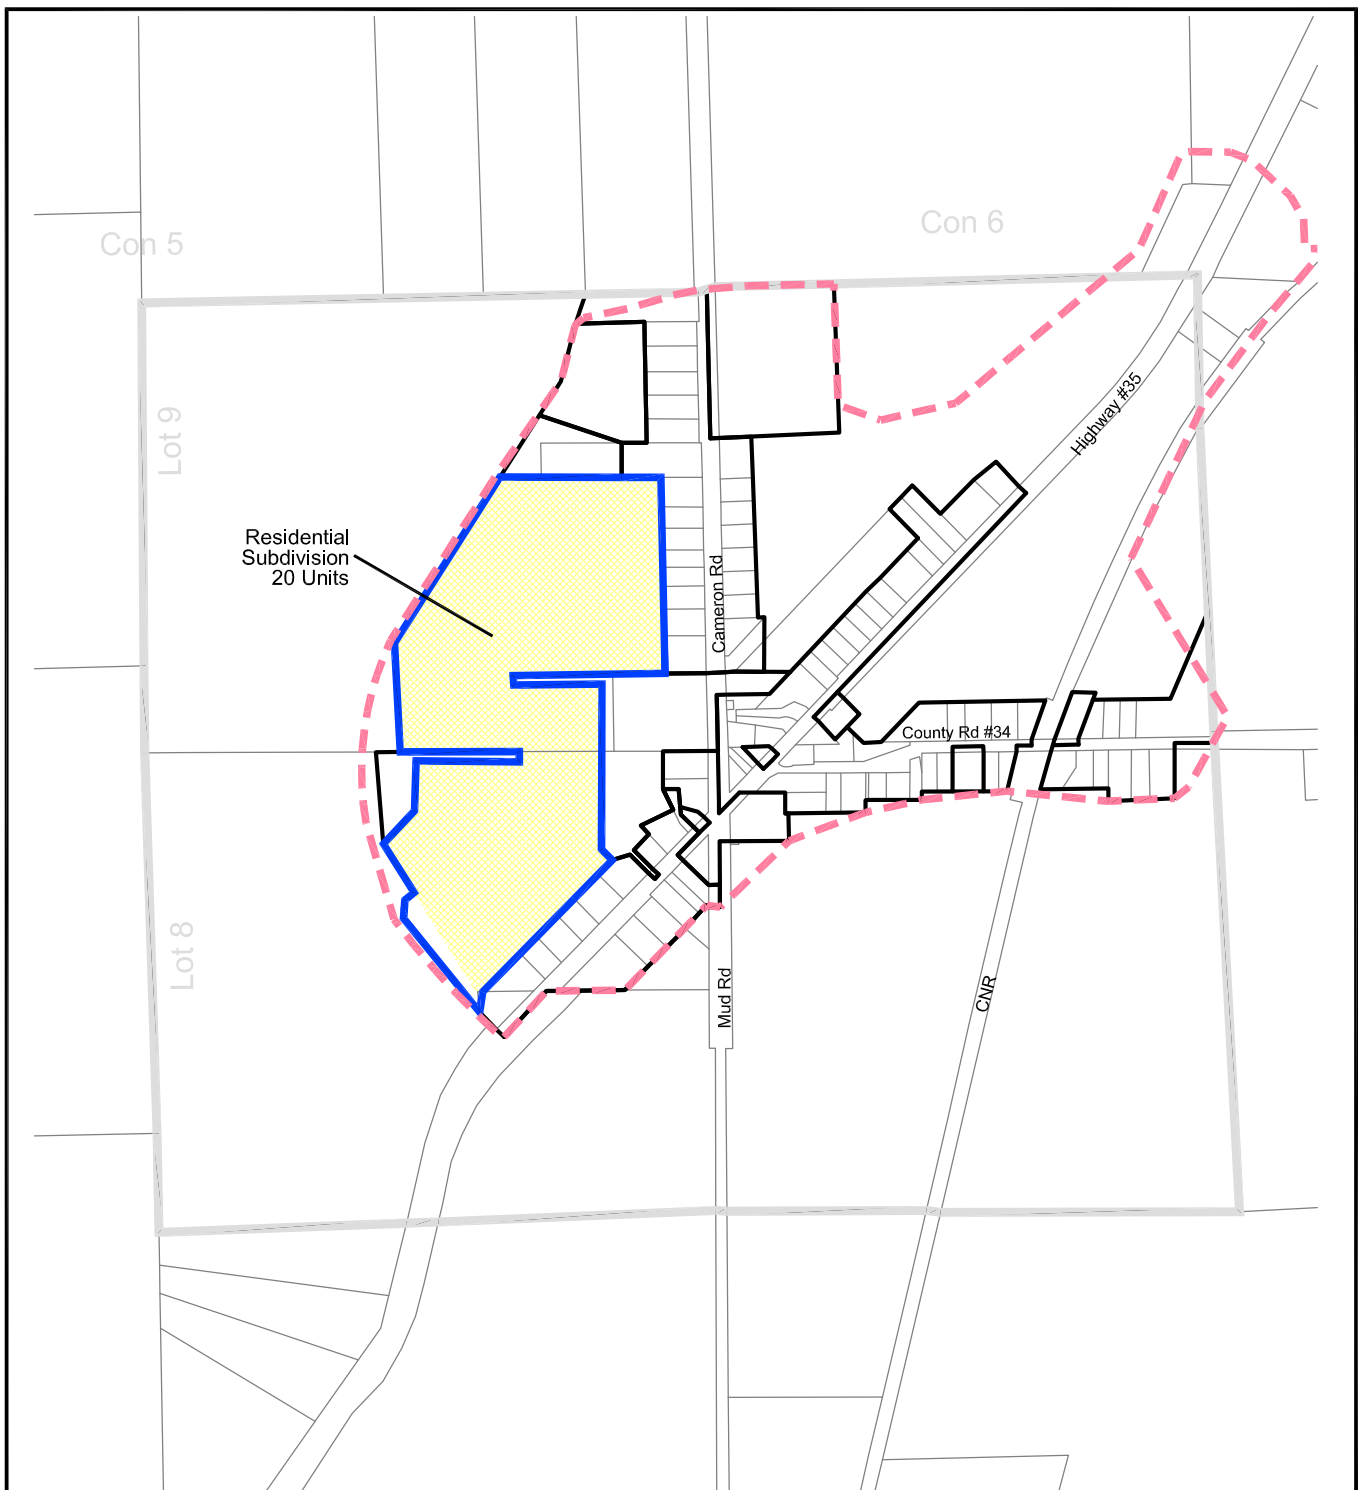 Con 5
Con 6
Lot 9
Highway #35
Residential
Subdivision
20 Units
Cameron Rd
County Rd #34
Lot 8
Mud Rd
CNR